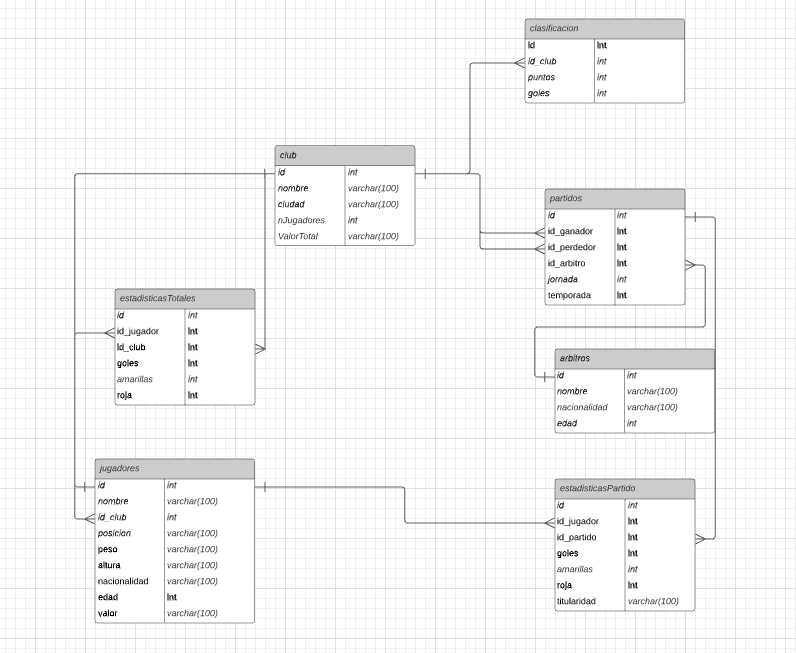 clasificacion
Id Int
id_club int
puntos int
goles int
club
id int
nombre varchar(100)
ciudad varchar(100)
nJugadores int
ValorTotal varchar(100)
partidos
id int
id_ganador Int
id_perdedor Int
id_arbitro Int
jornada int
temporada Int
estadisticasTotales
id int
id_jugador Int
Id_club Int
goles Int
amarillas int
roja Int
arbitros
id int
nombre varchar(100)
nacionalidad varchar(100)
edad int
jugadores
id int
nombre varchar(100)
id_club int
posicion varchar(100)
peso varchar(100)
altura varchar(100)
nacionalidad varchar(100)
edad Int
valor varchar(100)
estadisticasPartido
id int
id_jugador Int
id_partido Int
goles Int
amarillas int
roja Int
titularidad varchar(100)